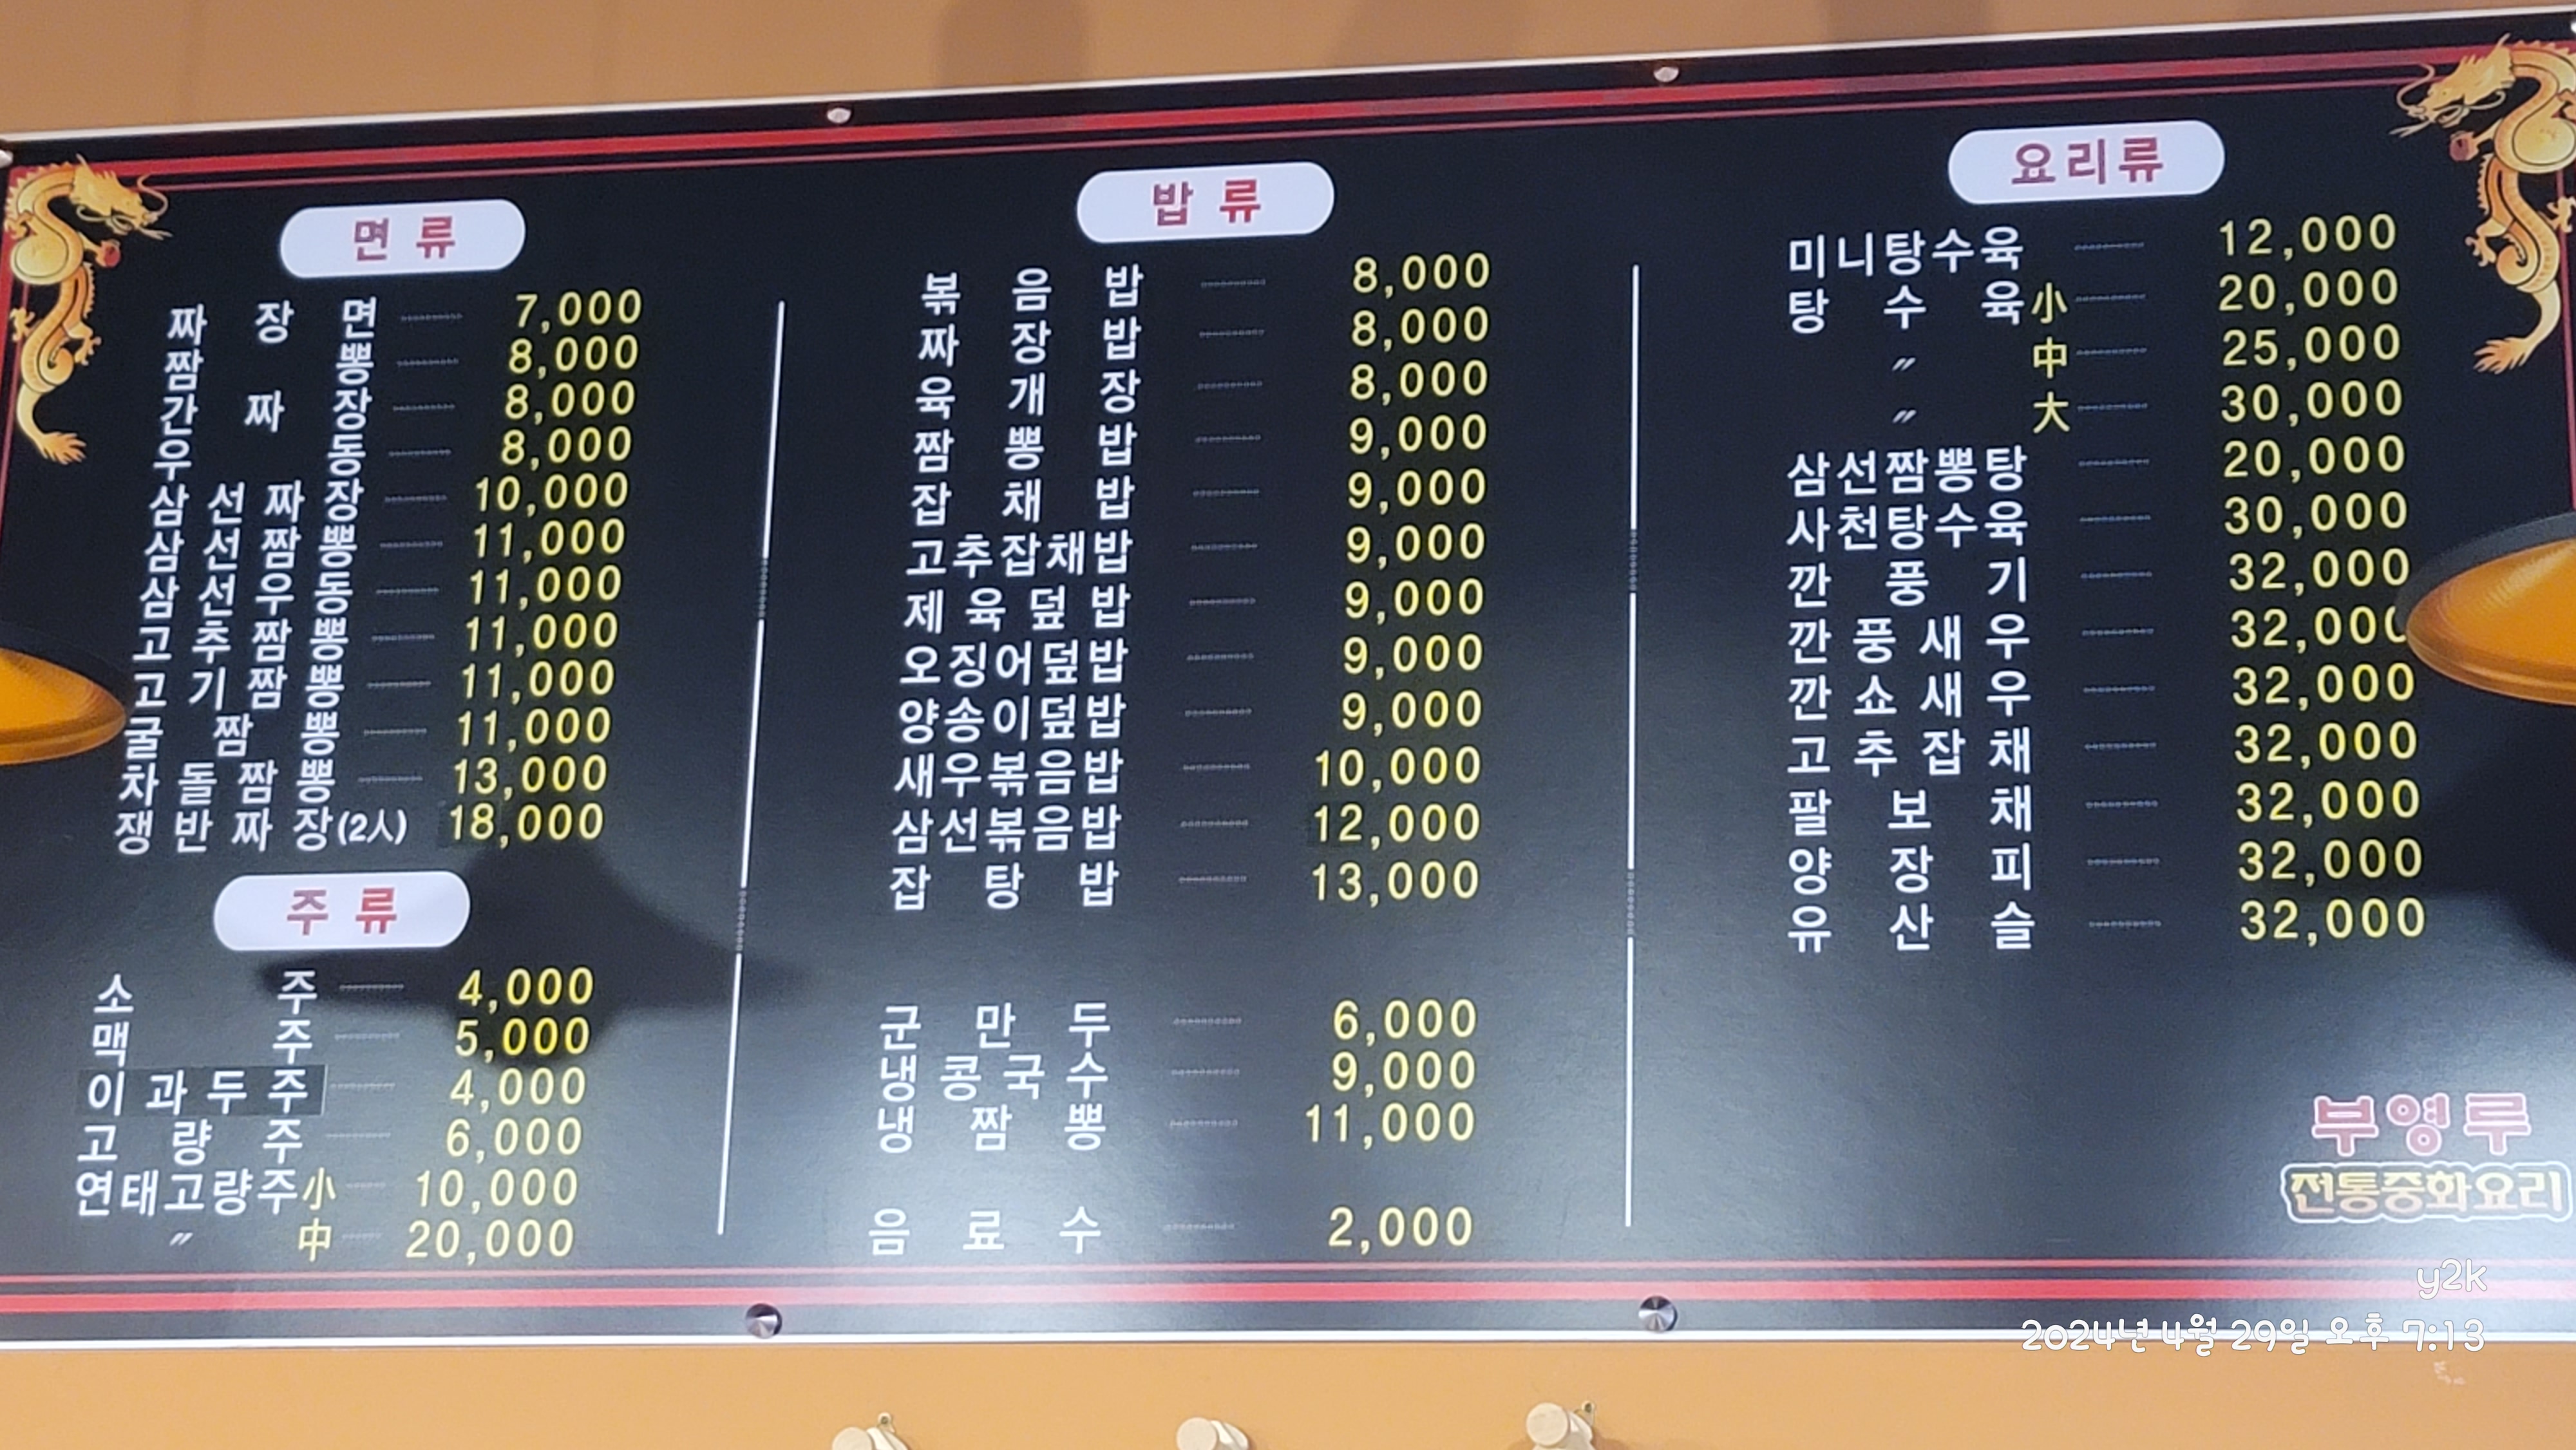 면류
짜장면 7,000
짬뽕 8,000
간짜장 8,000
우동 8,000
삼선짜장 10,000
삼선짬뽕 11,000
삼선우동 11,000
고추짬뽕 11,000
고기짬뽕 11,000
굴짬뽕 11,000
차돌짬뽕 13,000
쟁반짜장(2人) 18,000
주류
소주 4,000
맥주 5,000
이과두주 4,000
고량주 6,000
연태고량주小 10,000
〃 中 20,000
밥류
볶음밥 8,000
짜장밥 8,000
육개장 8,000
짬뽕밥 9,000
잡채밥 9,000
고추잡채밥 9,000
제육덮밥 9,000
오징어덮밥 9,000
양송이덮밥 9,000
새우볶음밥 10,000
삼선볶음밥 12,000
잡탕밥 13,000
군만두 6,000
냉콩국수 9,000
냉짬뽕 11,000
음료수 2,000
요리류
미니탕수육 12,000
탕수육小 20,000
〃 中 25,000
〃 大 30,000
삼선짬뽕탕 20,000
사천탕수육 30,000
깐풍기 32,000
깐풍새우 32,000
깐쇼새우 32,000
고추잡채 32,000
팔보채 32,000
양장피 32,000
유산슬 32,000
부영루
전통중화요리
y2k
2024년 4월 29일 오후 7:13